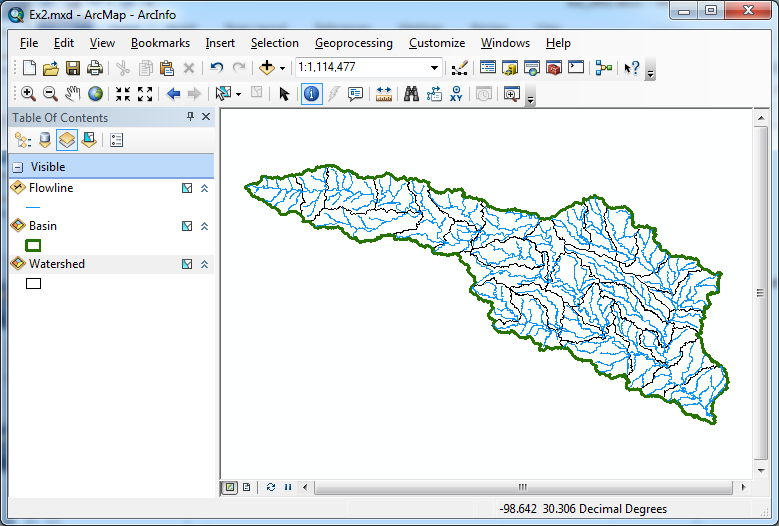 Ex2.mxd - ArcMap - ArcInfo
File Edit View Bookmarks Insert Selection Geoprocessing Customize Windows Help
1:1,114,477
XY
Table Of Contents
Visible
Flowline
Basin
Watershed
-98.642 30.306 Decimal Degrees